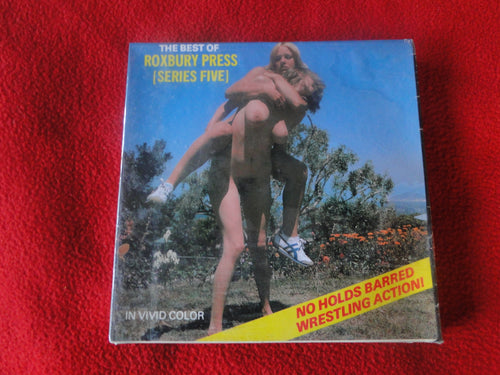 THE BEST OF
ROXBURY PRESS
[SERIES FIVE]
IN VIVID COLOR
NO HOLDS BARRED
WRESTLING ACTION!